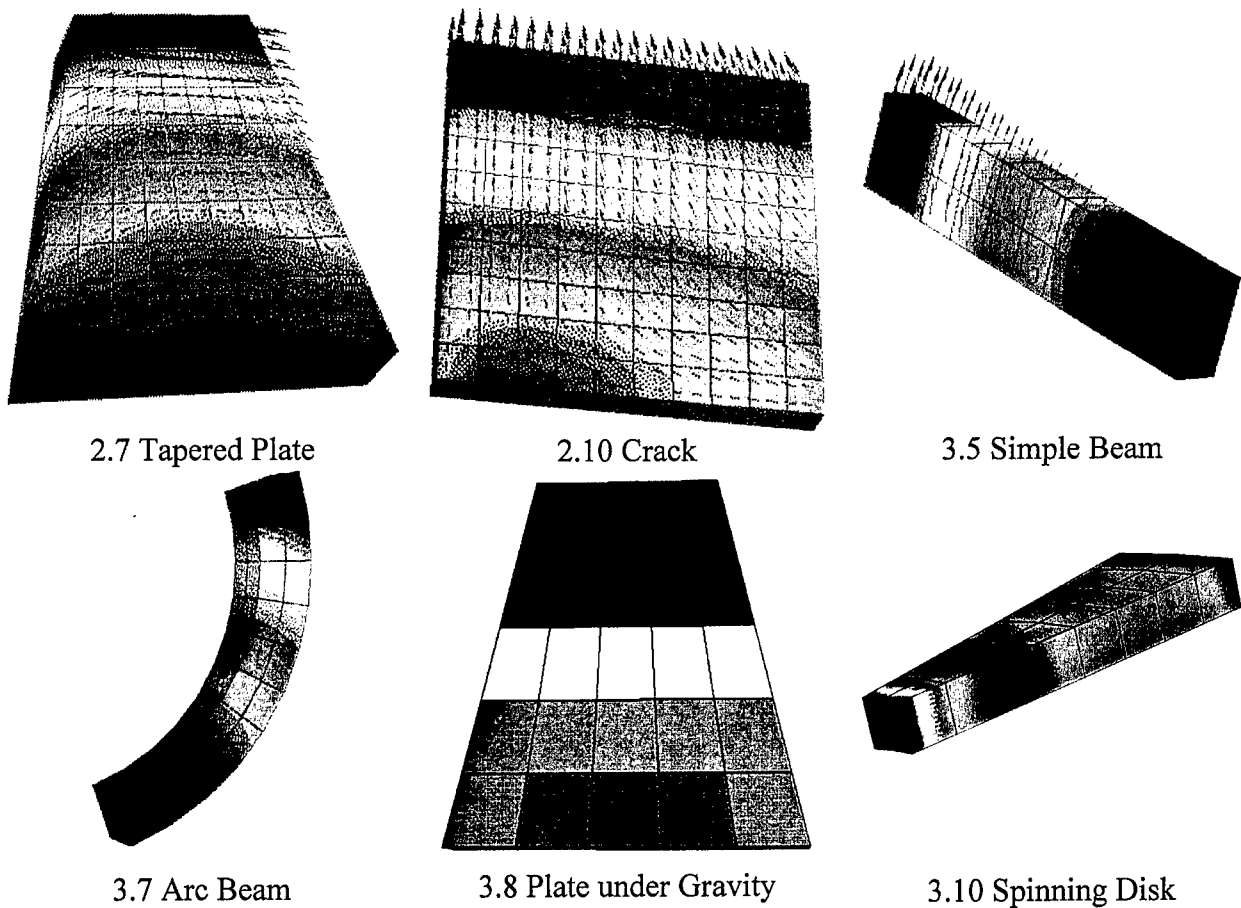 2.7 Tapered Plate
2.10 Crack
3.5 Simple Beam
3.7 Arc Beam
3.8 Plate under Gravity
3.10 Spinning Disk